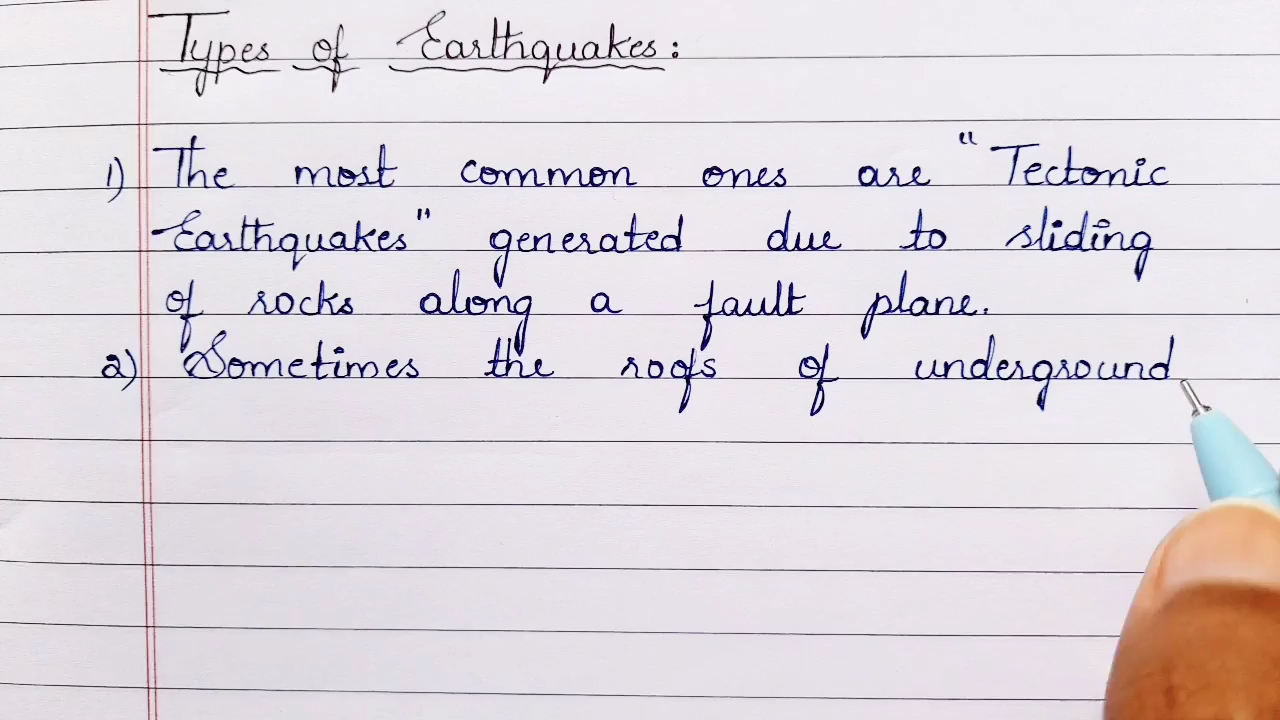 Types of Earthquakes:
1) The most common ones are "Tectonic
Earthquakes" generated due to sliding
of rocks along a fault plane.
2) Sometimes the roofs of underground